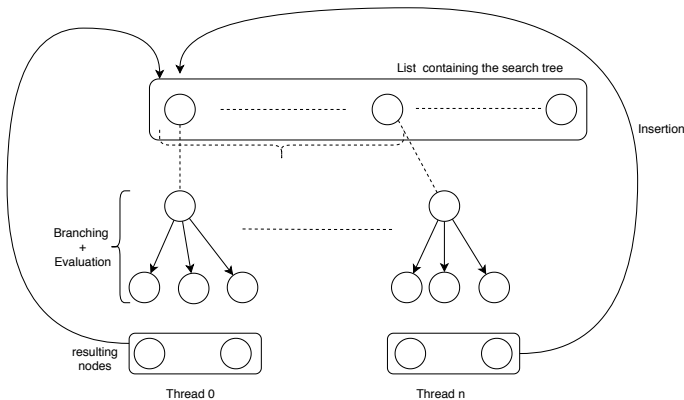 List containing the search tree
Insertion
Branching
+
Evaluation
resulting
nodes
Thread 0
Thread n